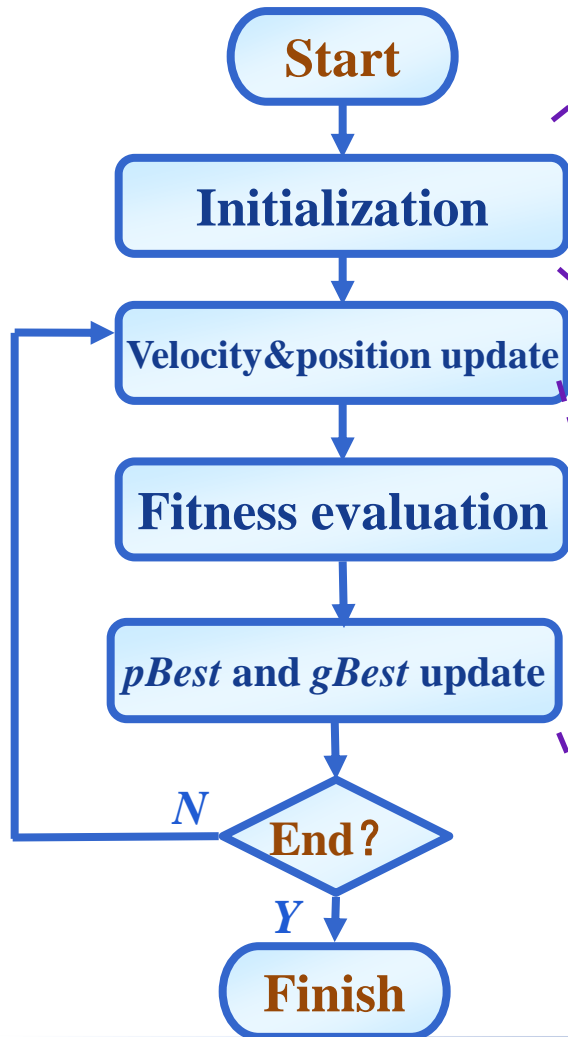 Start
Initialization
Velocity&position update
Fitness evaluation
pBest and gBest update
N
End？
Y
Finish